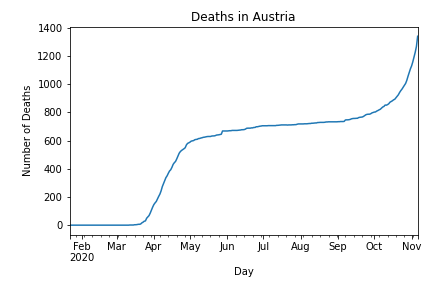 Deaths in Austria
Number of Deaths
1400
1200
1000
800
600
400
200
0
Feb Mar Apr May Jun Jul Aug Sep Oct Nov
2020
Day